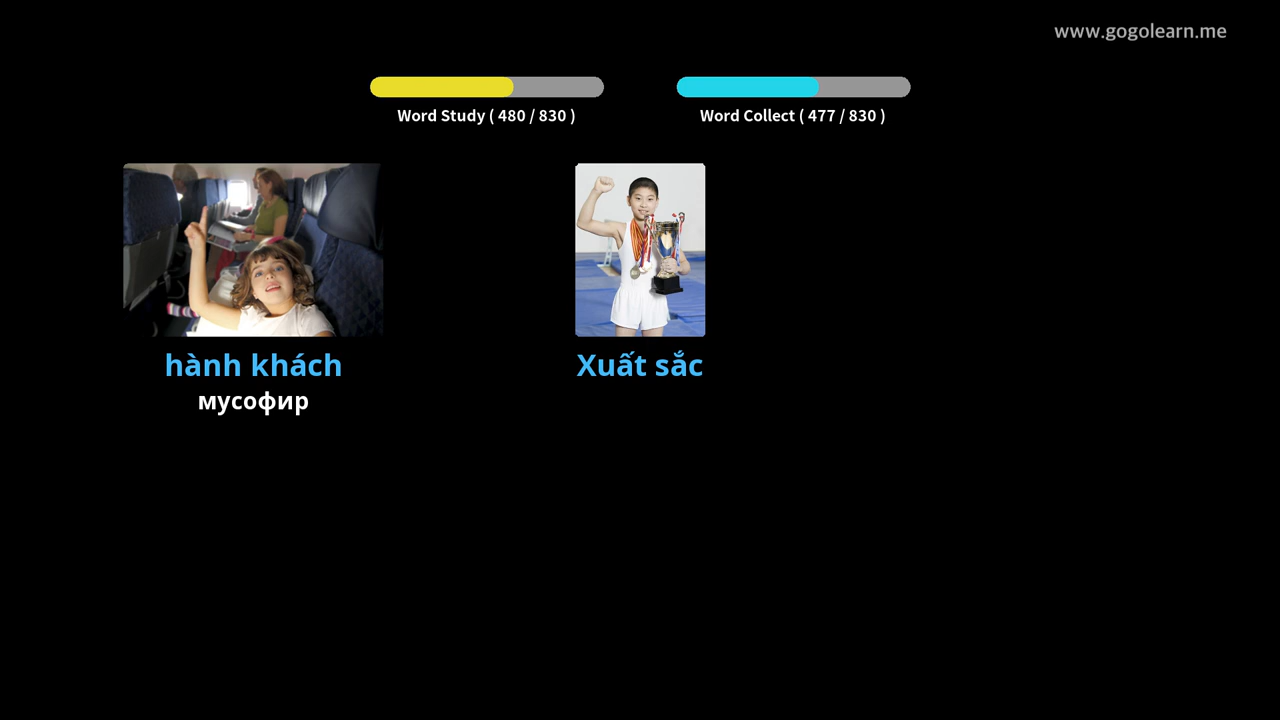 www.gogolearn.me
Word Study ( 480 / 830 )
Word Collect ( 477 / 830 )
hành khách
мусофир
Xuất sắc